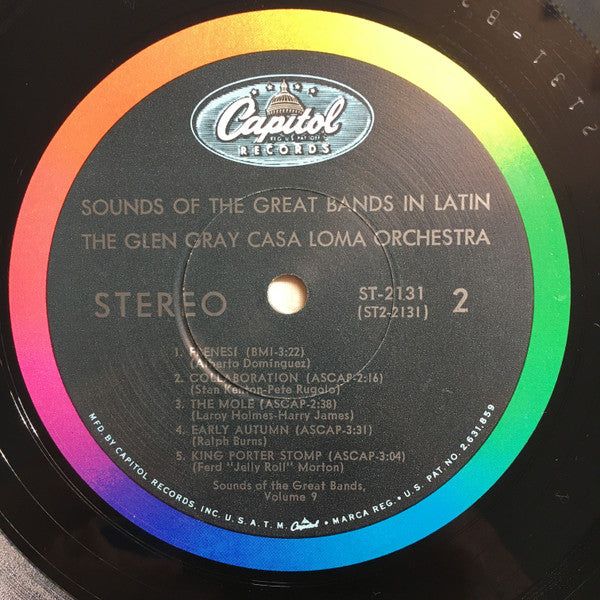 Capitol
REG. U.S. PAT. OFF.
RECORDS
SOUNDS OF THE GREAT BANDS IN LATIN
THE GLEN GRAY CASA LOMA ORCHESTRA
STEREO
ST-2131
(ST2-2131)
2
1. FRENESI (BMI-3:22)
(Alberto Dominguez)
2. COLLABORATION (ASCAP-2:16)
(Stan Kenton-Pete Rugolo)
3. THE MOLE (ASCAP-2:38)
(Laroy Holmes-Harry James)
4. EARLY AUTUMN (ASCAP-3:31)
(Ralph Burns)
5. KING PORTER STOMP (ASCAP-3:04)
(Ferd "Jelly Roll" Morton)
Sounds of the Great Bands,
Volume 9
MFD. BY CAPITOL RECORDS, INC. U. S. A. T. M. Capitol • MARCA REG. • U. S. PAT. NO. 2,631,859